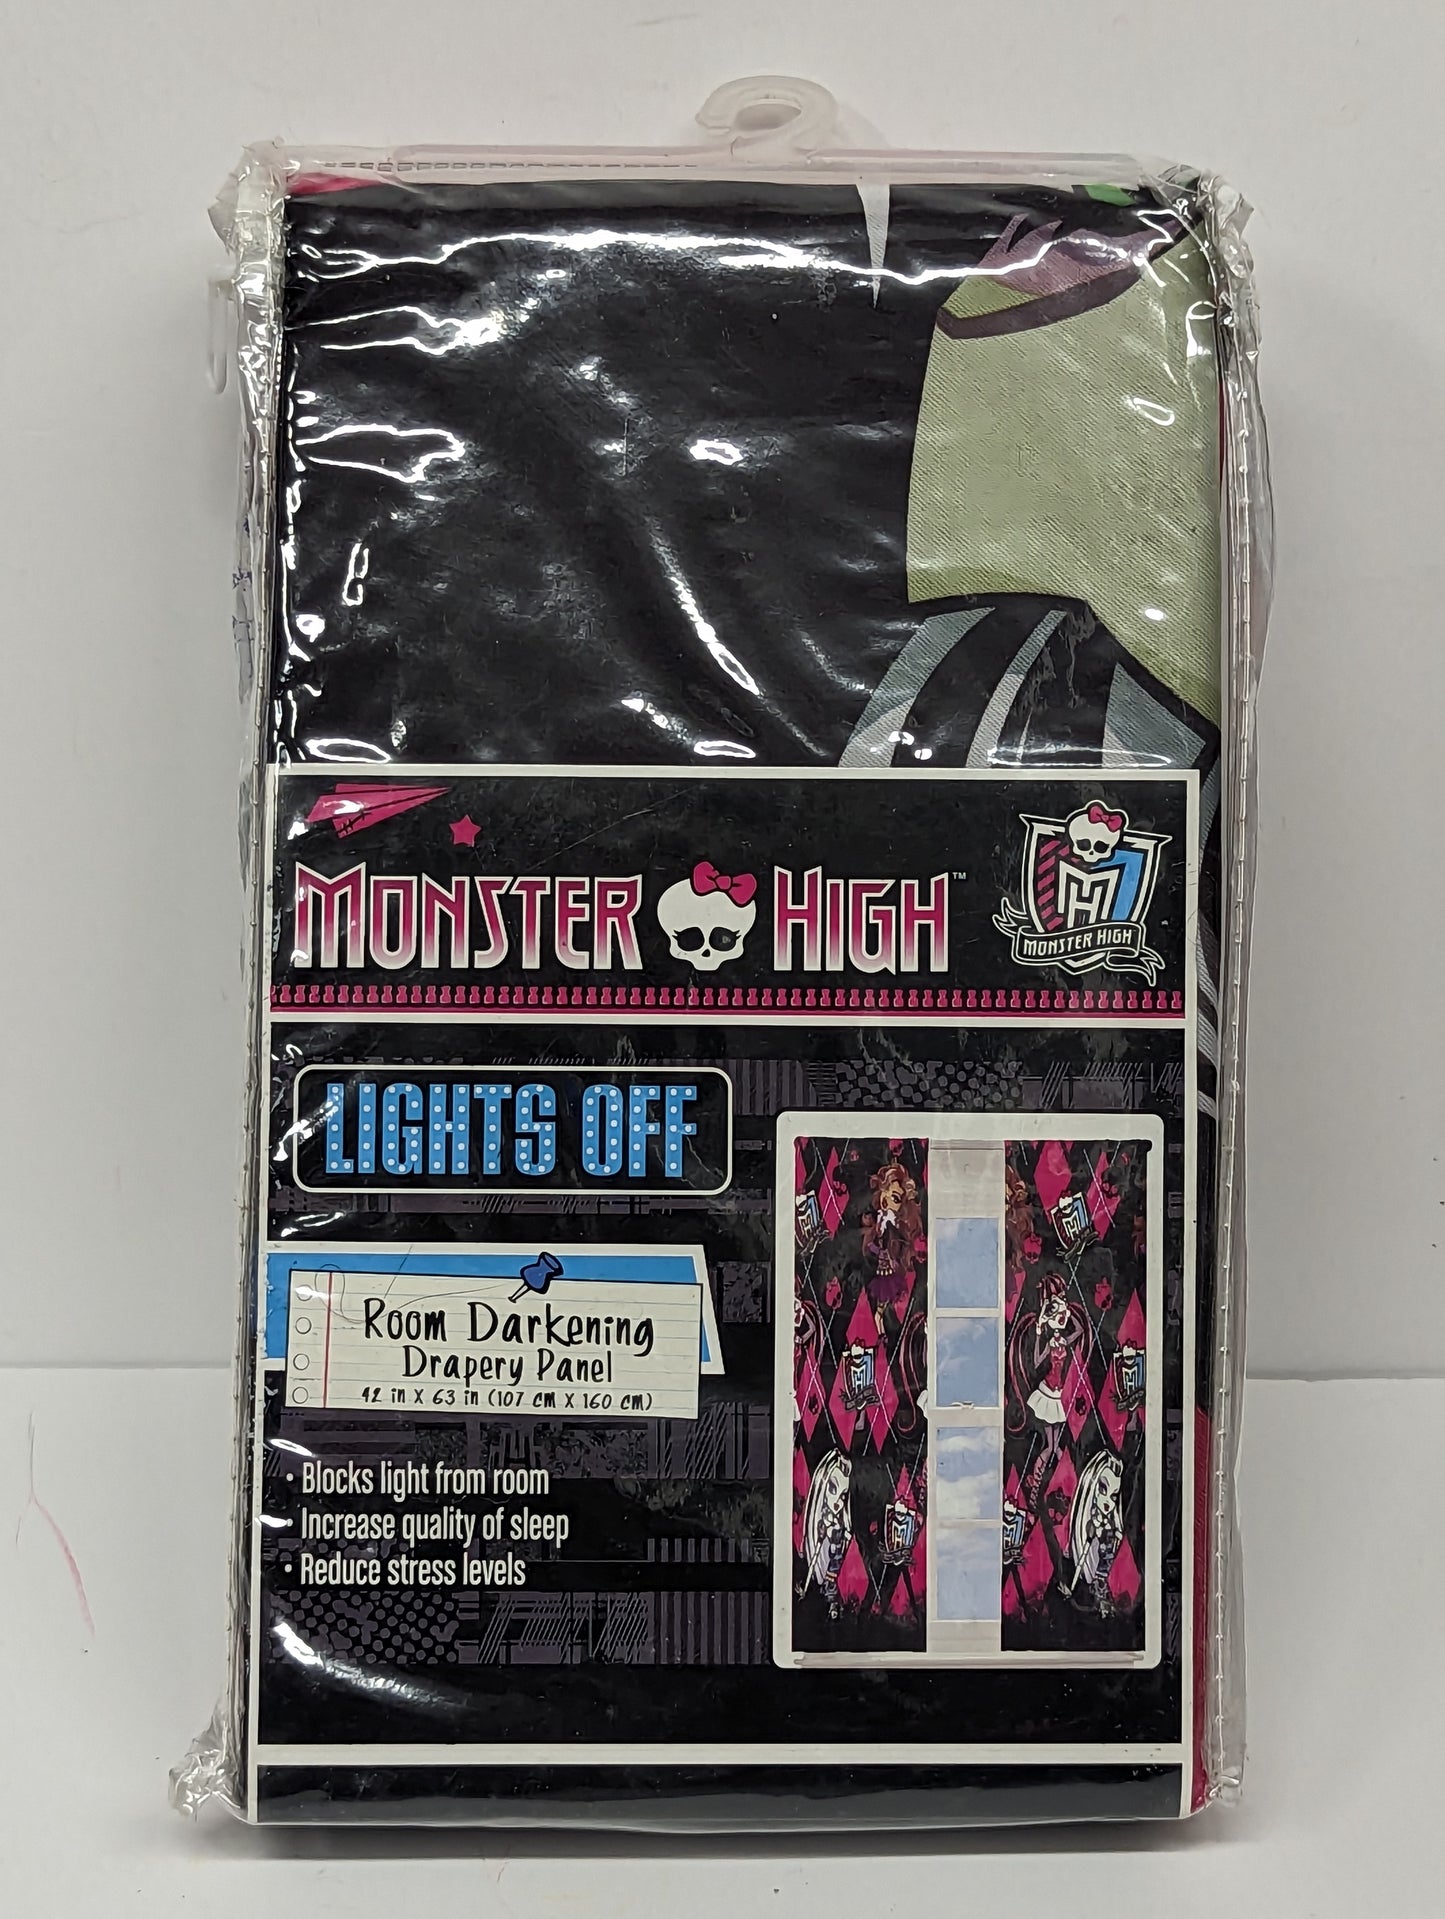 MONSTER HIGH™
MONSTER HIGH
LIGHTS OFF
Room Darkening
Drapery Panel
42 in X 63 in (107 cm X 160 cm)
• Blocks light from room
• Increase quality of sleep
• Reduce stress levels